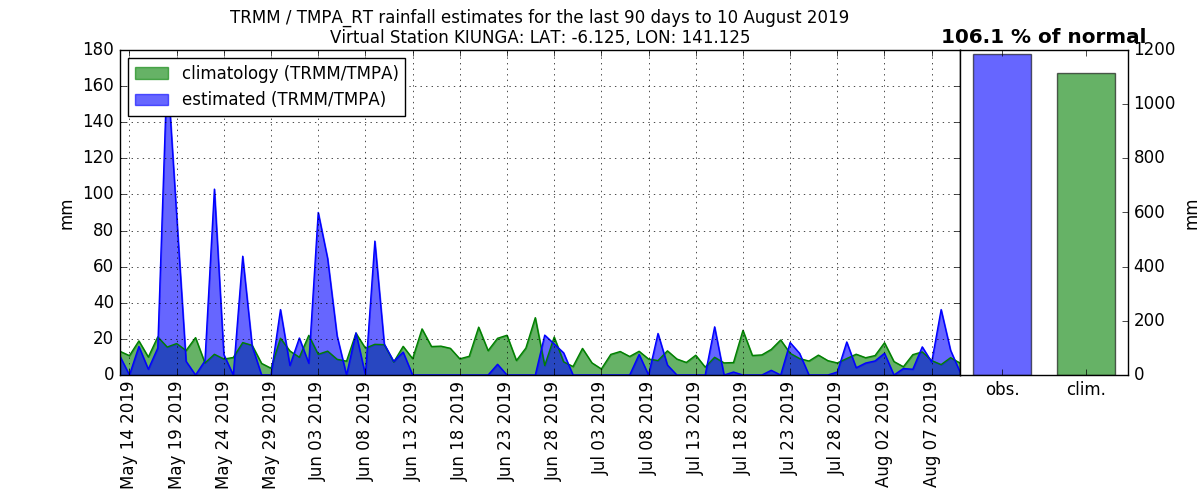 TRMM / TMPA_RT rainfall estimates for the last 90 days to 10 August 2019
Virtual Station KIUNGA: LAT: -6.125, LON: 141.125
106.1 % of normal
climatology (TRMM/TMPA)
estimated (TRMM/TMPA)
180
160
140
120
100
80
60
40
20
0
mm
1200
1000
800
600
400
200
0
mm
May 14 2019
May 19 2019
May 24 2019
May 29 2019
Jun 03 2019
Jun 08 2019
Jun 13 2019
Jun 18 2019
Jun 23 2019
Jun 28 2019
Jul 03 2019
Jul 08 2019
Jul 13 2019
Jul 18 2019
Jul 23 2019
Jul 28 2019
Aug 02 2019
Aug 07 2019
obs.
clim.